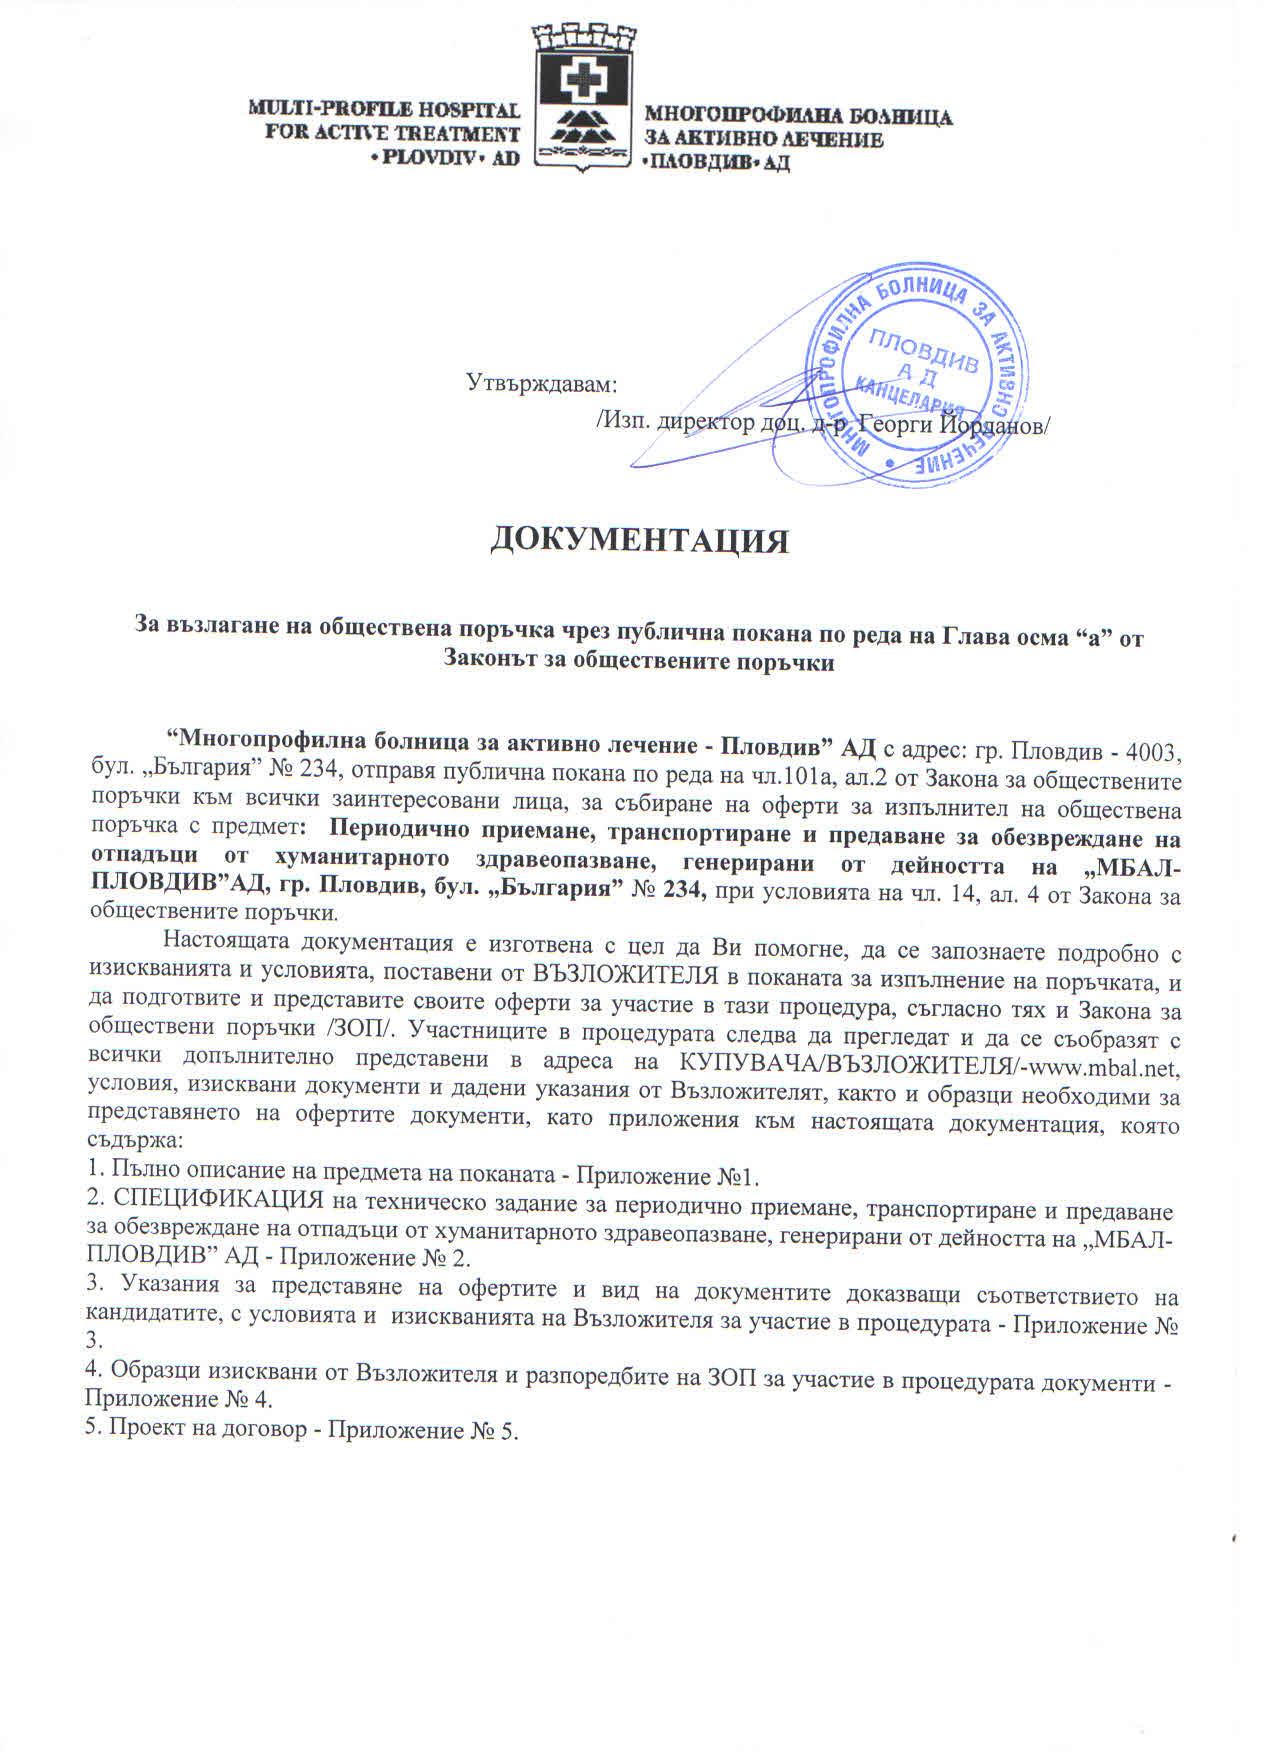 MULTI-PROFILE HOSPITAL
FOR ACTIVE TREATMENT
• PLOVDIV • AD
МНОГОПРОФИЛНА БОЛНИЦА
ЗА АКТИВНО ЛЕЧЕНИЕ
•ПЛОВДИВ• АД
МНОГОПРОФИЛНА БОЛНИЦА ЗА АКТИВНО ЛЕЧЕНИЕ •
ПЛОВДИВ
А Д
КАНЦЕЛАРИЯ
Утвърждавам:
/Изп. директор доц. д-р Георги Йорданов/
ДОКУМЕНТАЦИЯ
За възлагане на обществена поръчка чрез публична покана по реда на Глава осма “а” от
Законът за обществените поръчки
“Многопрофилна болница за активно лечение - Пловдив” АД с адрес: гр. Пловдив - 4003,
бул. „България” № 234, отправя публична покана по реда на чл.101а, ал.2 от Закона за обществените
поръчки към всички заинтересовани лица, за събиране на оферти за изпълнител на обществена
поръчка с предмет: Периодично приемане, транспортиране и предаване за обезвреждане на
отпадъци от хуманитарното здравеопазване, генерирани от дейността на „МБАЛ-
ПЛОВДИВ”АД, гр. Пловдив, бул. „България” № 234, при условията на чл. 14, ал. 4 от Закона за
обществените поръчки.
Настоящата документация е изготвена с цел да Ви помогне, да се запознаете подробно с
изискванията и условията, поставени от ВЪЗЛОЖИТЕЛЯ в поканата за изпълнение на поръчката, и
да подготвите и представите своите оферти за участие в тази процедура, съгласно тях и Закона за
обществени поръчки /ЗОП/. Участниците в процедурата следва да прегледат и да се съобразят с
всички допълнително представени в адреса на КУПУВАЧА/ВЪЗЛОЖИТЕЛЯ/-www.mbal.net,
условия, изисквани документи и дадени указания от Възложителят, както и образци необходими за
представянето на офертите документи, като приложения към настоящата документация, която
съдържа:
1. Пълно описание на предмета на поканата - Приложение №1.
2. СПЕЦИФИКАЦИЯ на техническо задание за периодично приемане, транспортиране и предаване
за обезвреждане на отпадъци от хуманитарното здравеопазване, генерирани от дейността на „МБАЛ-
ПЛОВДИВ” АД - Приложение № 2.
3. Указания за представяне на офертите и вид на документите доказващи съответствието на
кандидатите, с условията и изискванията на Възложителя за участие в процедурата - Приложение №
3.
4. Образци изисквани от Възложителя и разпоредбите на ЗОП за участие в процедурата документи -
Приложение № 4.
5. Проект на договор - Приложение № 5.